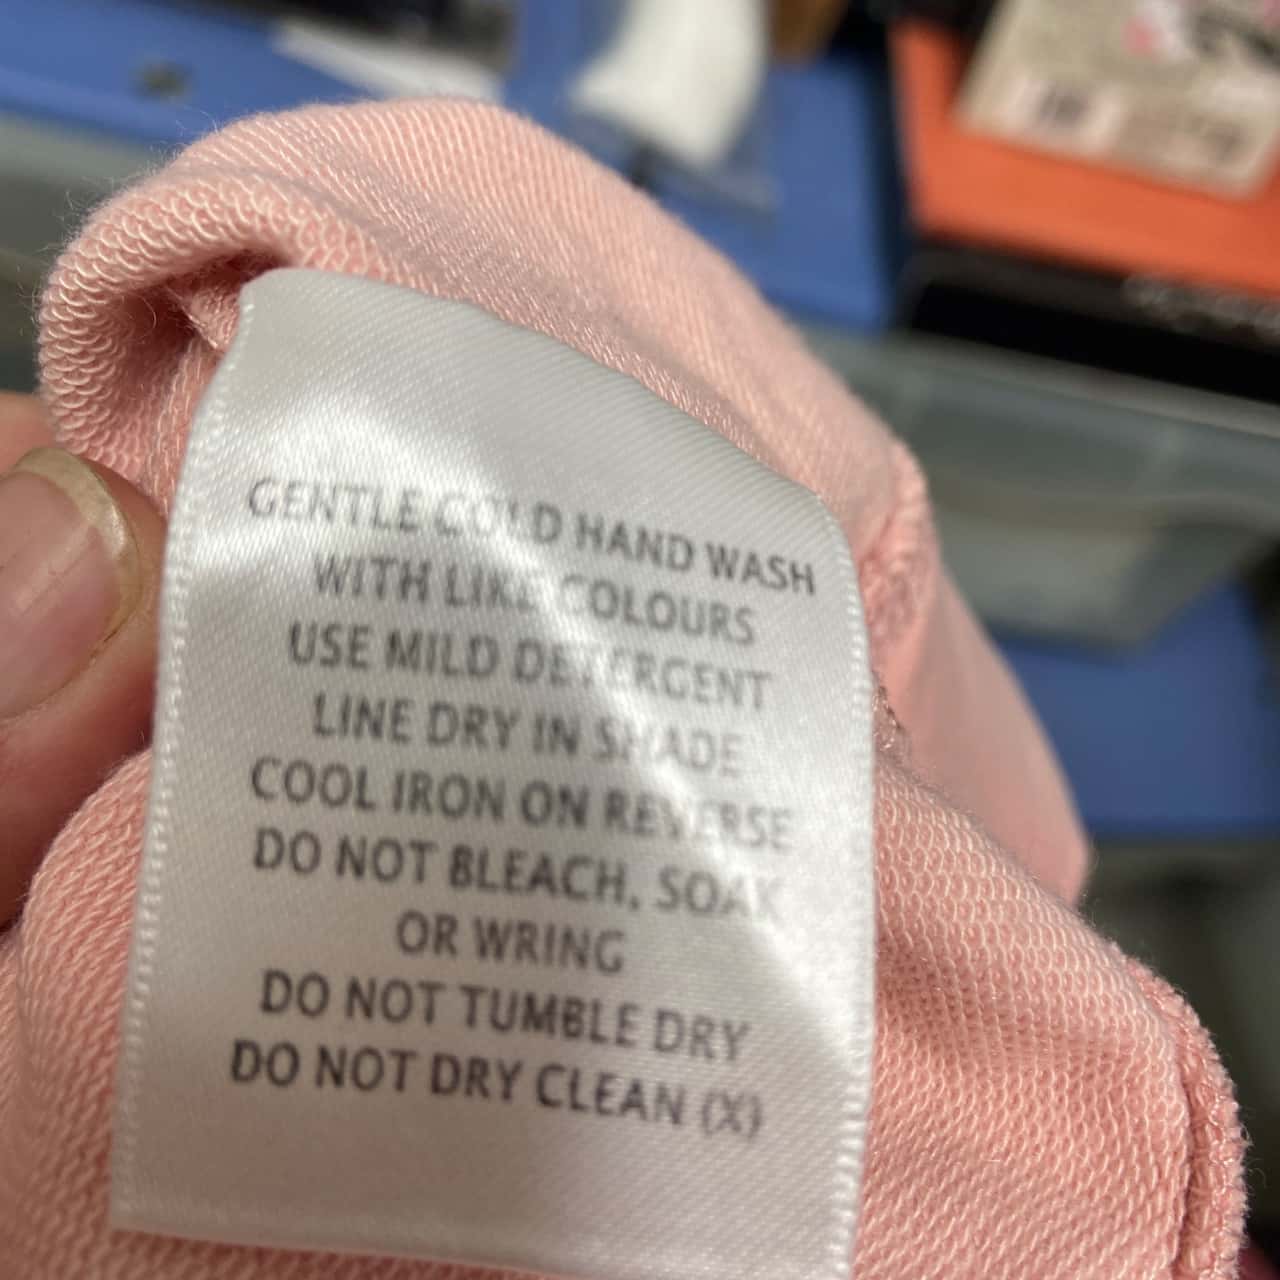 GENTLE COLD HAND WASH
WITH LIKE COLOURS
USE MILD DETERGENT
LINE DRY IN SHADE
COOL IRON ON REVERSE
DO NOT BLEACH, SOAK
OR WRING
DO NOT TUMBLE DRY
DO NOT DRY CLEAN (X)